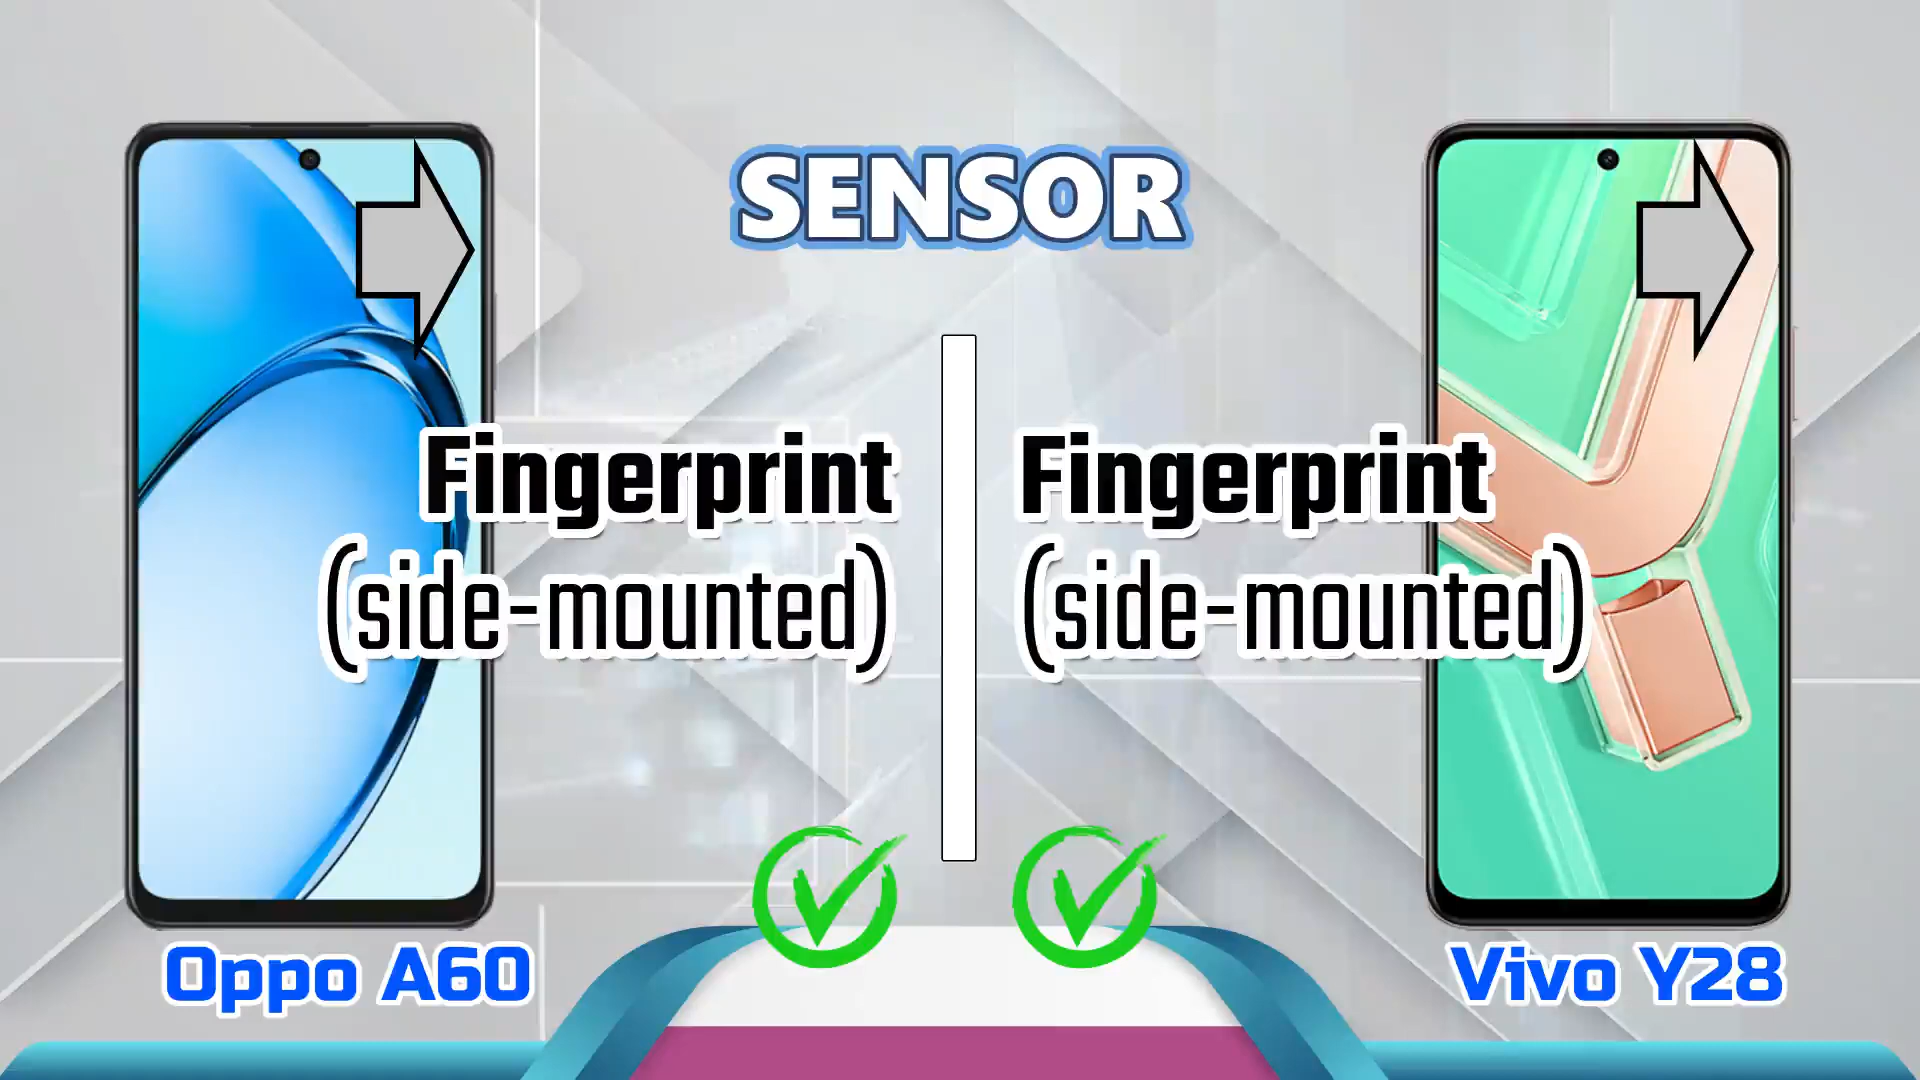 SENSOR
Fingerprint
(side-mounted)
Fingerprint
(side-mounted)
Oppo A60
Vivo Y28